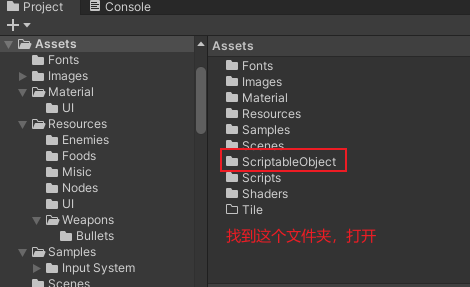 Project
Console
Assets
Fonts
Images
Material
UI
Resources
Enemies
Foods
Misic
Nodes
UI
Weapons
Bullets
Samples
Input System
Scenes
Assets
Fonts
Images
Material
Resources
Samples
Scenes
ScriptableObject
Scripts
Shaders
Tile
找到这个文件夹，打开